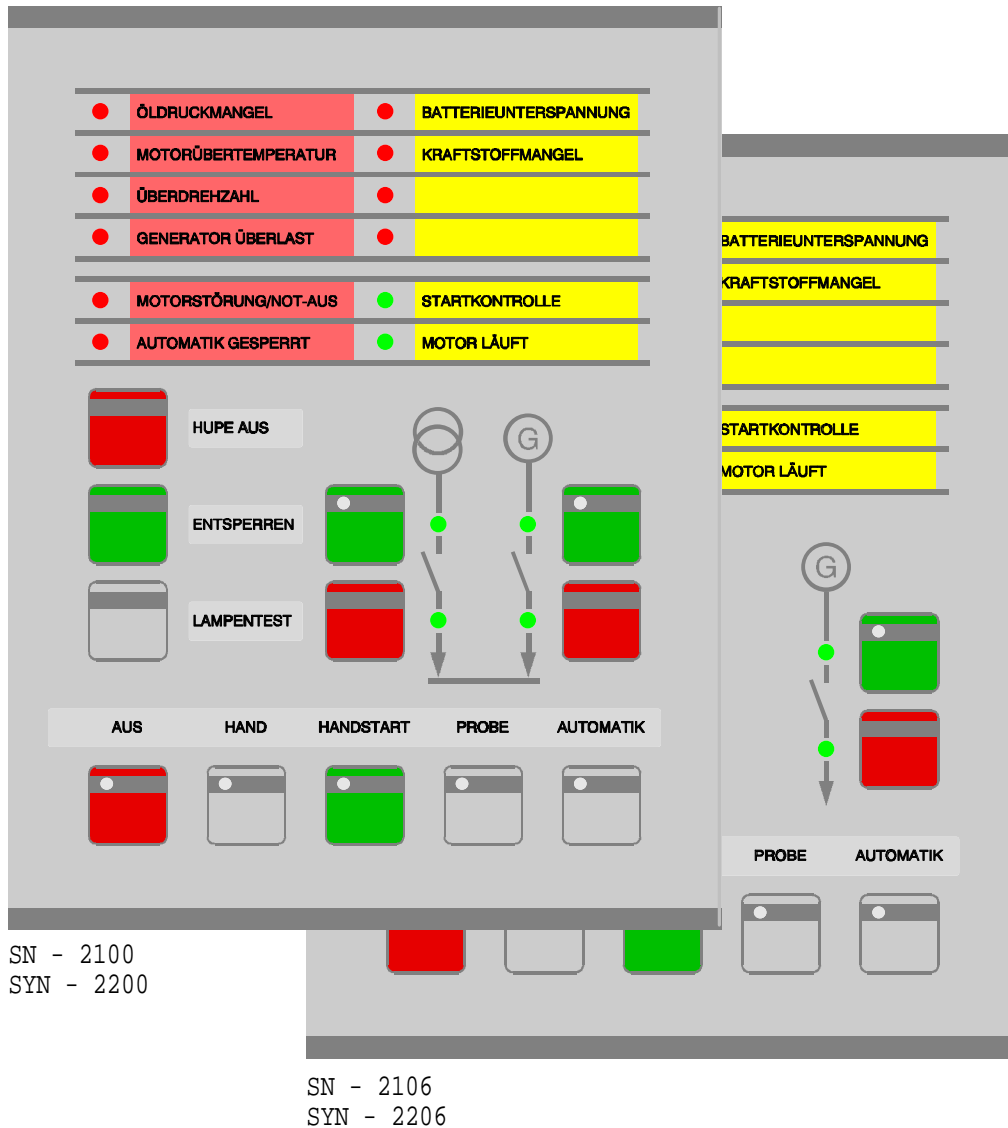 ÖLDRUCKMANGEL BATTERIEUNTERSPANNUNG
MOTORÜBERTEMPERATUR KRAFTSTOFFMANGEL
ÜBERDREHZAHL
GENERATOR ÜBERLAST
MOTORSTÖRUNG/NOT-AUS STARTKONTROLLE
AUTOMATIK GESPERRT MOTOR LÄUFT
HUPE AUS
G
ENTSPERREN
LAMPENTEST
AUS HAND HANDSTART PROBE AUTOMATIK
SN - 2100
SYN - 2200
BATTERIEUNTERSPANNUNG
KRAFTSTOFFMANGEL
STARTKONTROLLE
MOTOR LÄUFT
G
PROBE AUTOMATIK
SN - 2106
SYN - 2206